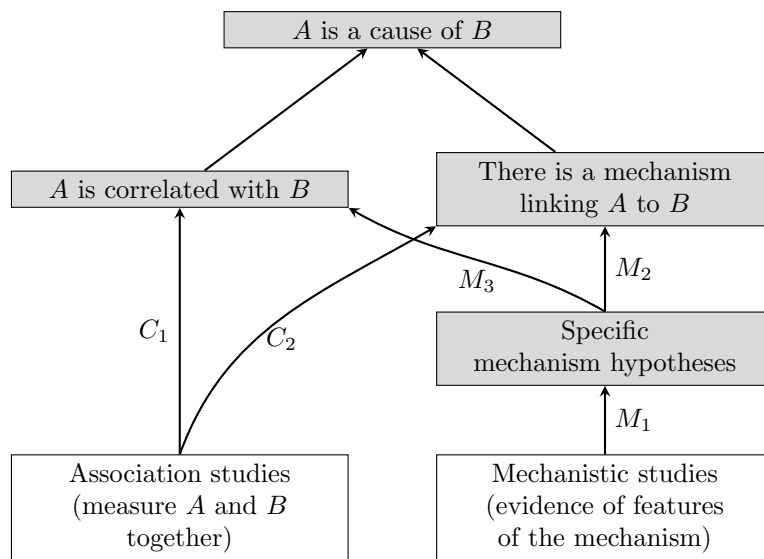 A is a cause of B
A is correlated with B
There is a mechanism
linking A to B
M₃
M₂
C₁
C₂
Specific
mechanism hypotheses
M₁
Association studies
(measure A and B
together)
Mechanistic studies
(evidence of features
of the mechanism)